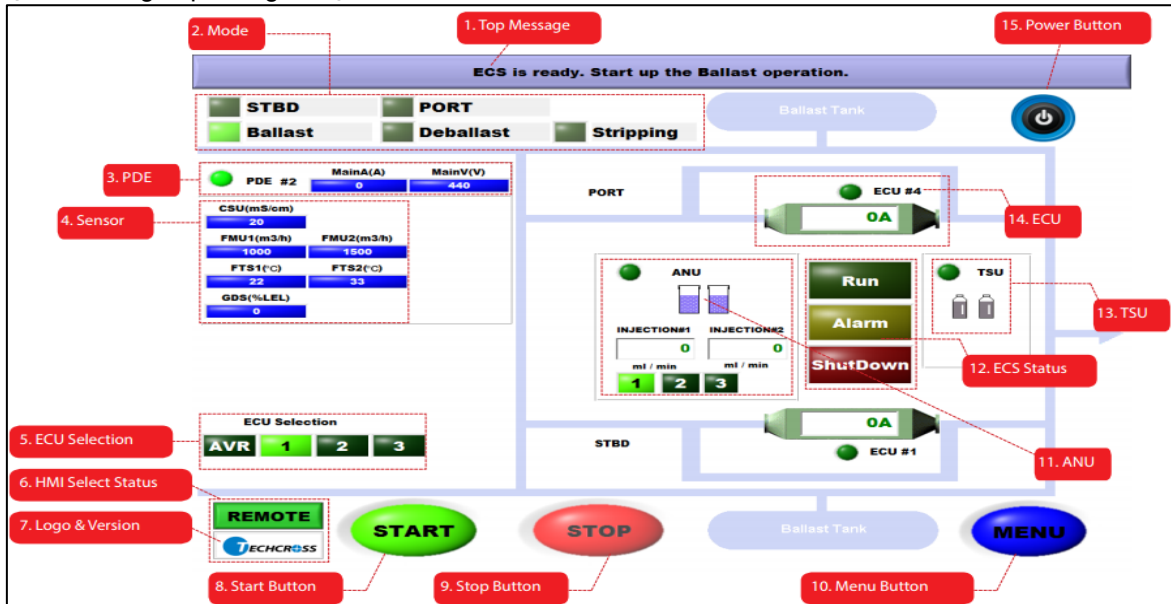 1. Top Message
2. Mode
15. Power Button
ECS is ready. Start up the Ballast operation.
STBD PORT
Ballast Deballast Stripping
Ballast Tank
3. PDE
PDE #2
MainA(A) MainV(V)
0 440
4. Sensor
CSU(mS/cm)
20
FMU1(m3/h) FMU2(m3/h)
1000 1500
FTS1(°C) FTS2(°C)
22 33
GDS(%LEL)
0
PORT
ECU #4
0A
14. ECU
ANU
INJECTION#1 INJECTION#2
0 0
ml / min ml / min
1 2 3
Run
Alarm
ShutDown
TSU
13. TSU
12. ECS Status
5. ECU Selection
ECU Selection
AVR 1 2 3
STBD
0A
ECU #1
11. ANU
6. HMI Select Status
7. Logo & Version
REMOTE
TECHCROSS
START
STOP
Ballast Tank
MENU
8. Start Button
9. Stop Button
10. Menu Button